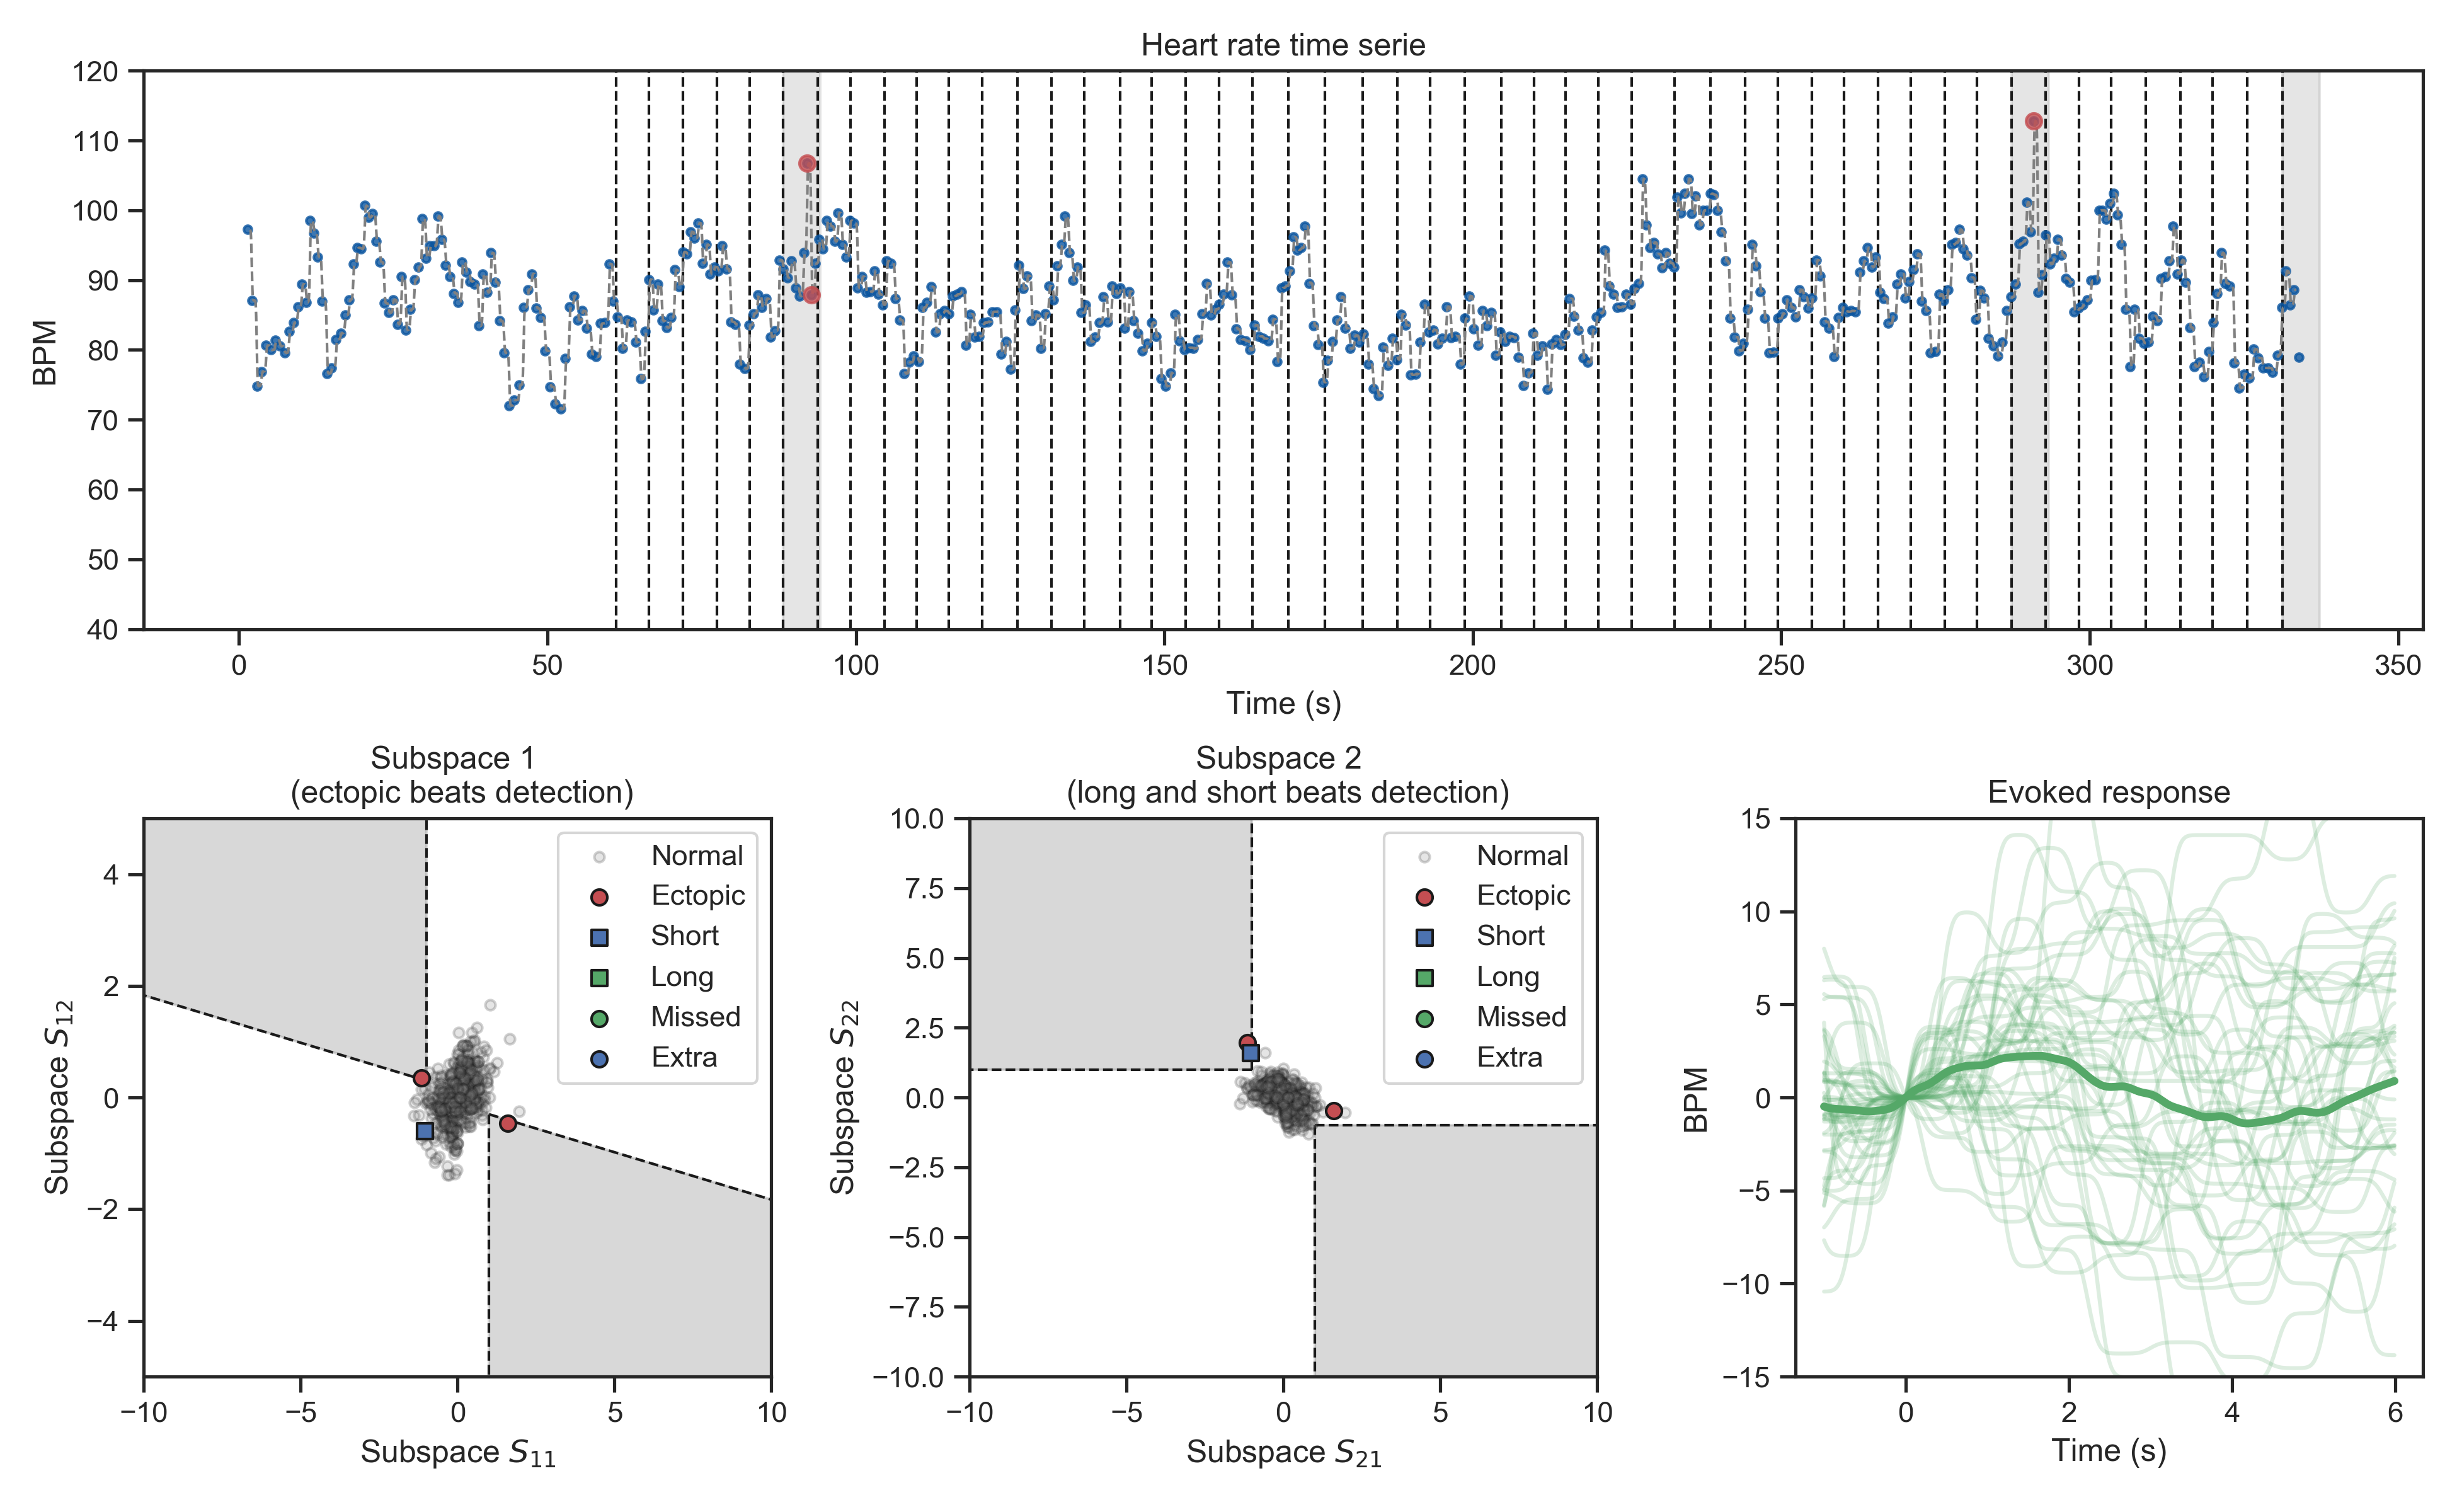 Heart rate time serie
120
110
100
90
80
70
60
50
40
BPM
0 50 100 150 200 250 300 350
Time (s)
Subspace 1
(ectopic beats detection)
4
2
0
−2
−4
Subspace S12
−10 −5 0 5 10
Subspace S11
Normal
Ectopic
Short
Long
Missed
Extra
Subspace 2
(long and short beats detection)
10.0
7.5
5.0
2.5
0.0
−2.5
−5.0
−7.5
−10.0
Subspace S22
−10 −5 0 5 10
Subspace S21
Normal
Ectopic
Short
Long
Missed
Extra
Evoked response
15
10
5
0
−5
−10
−15
BPM
0 2 4 6
Time (s)